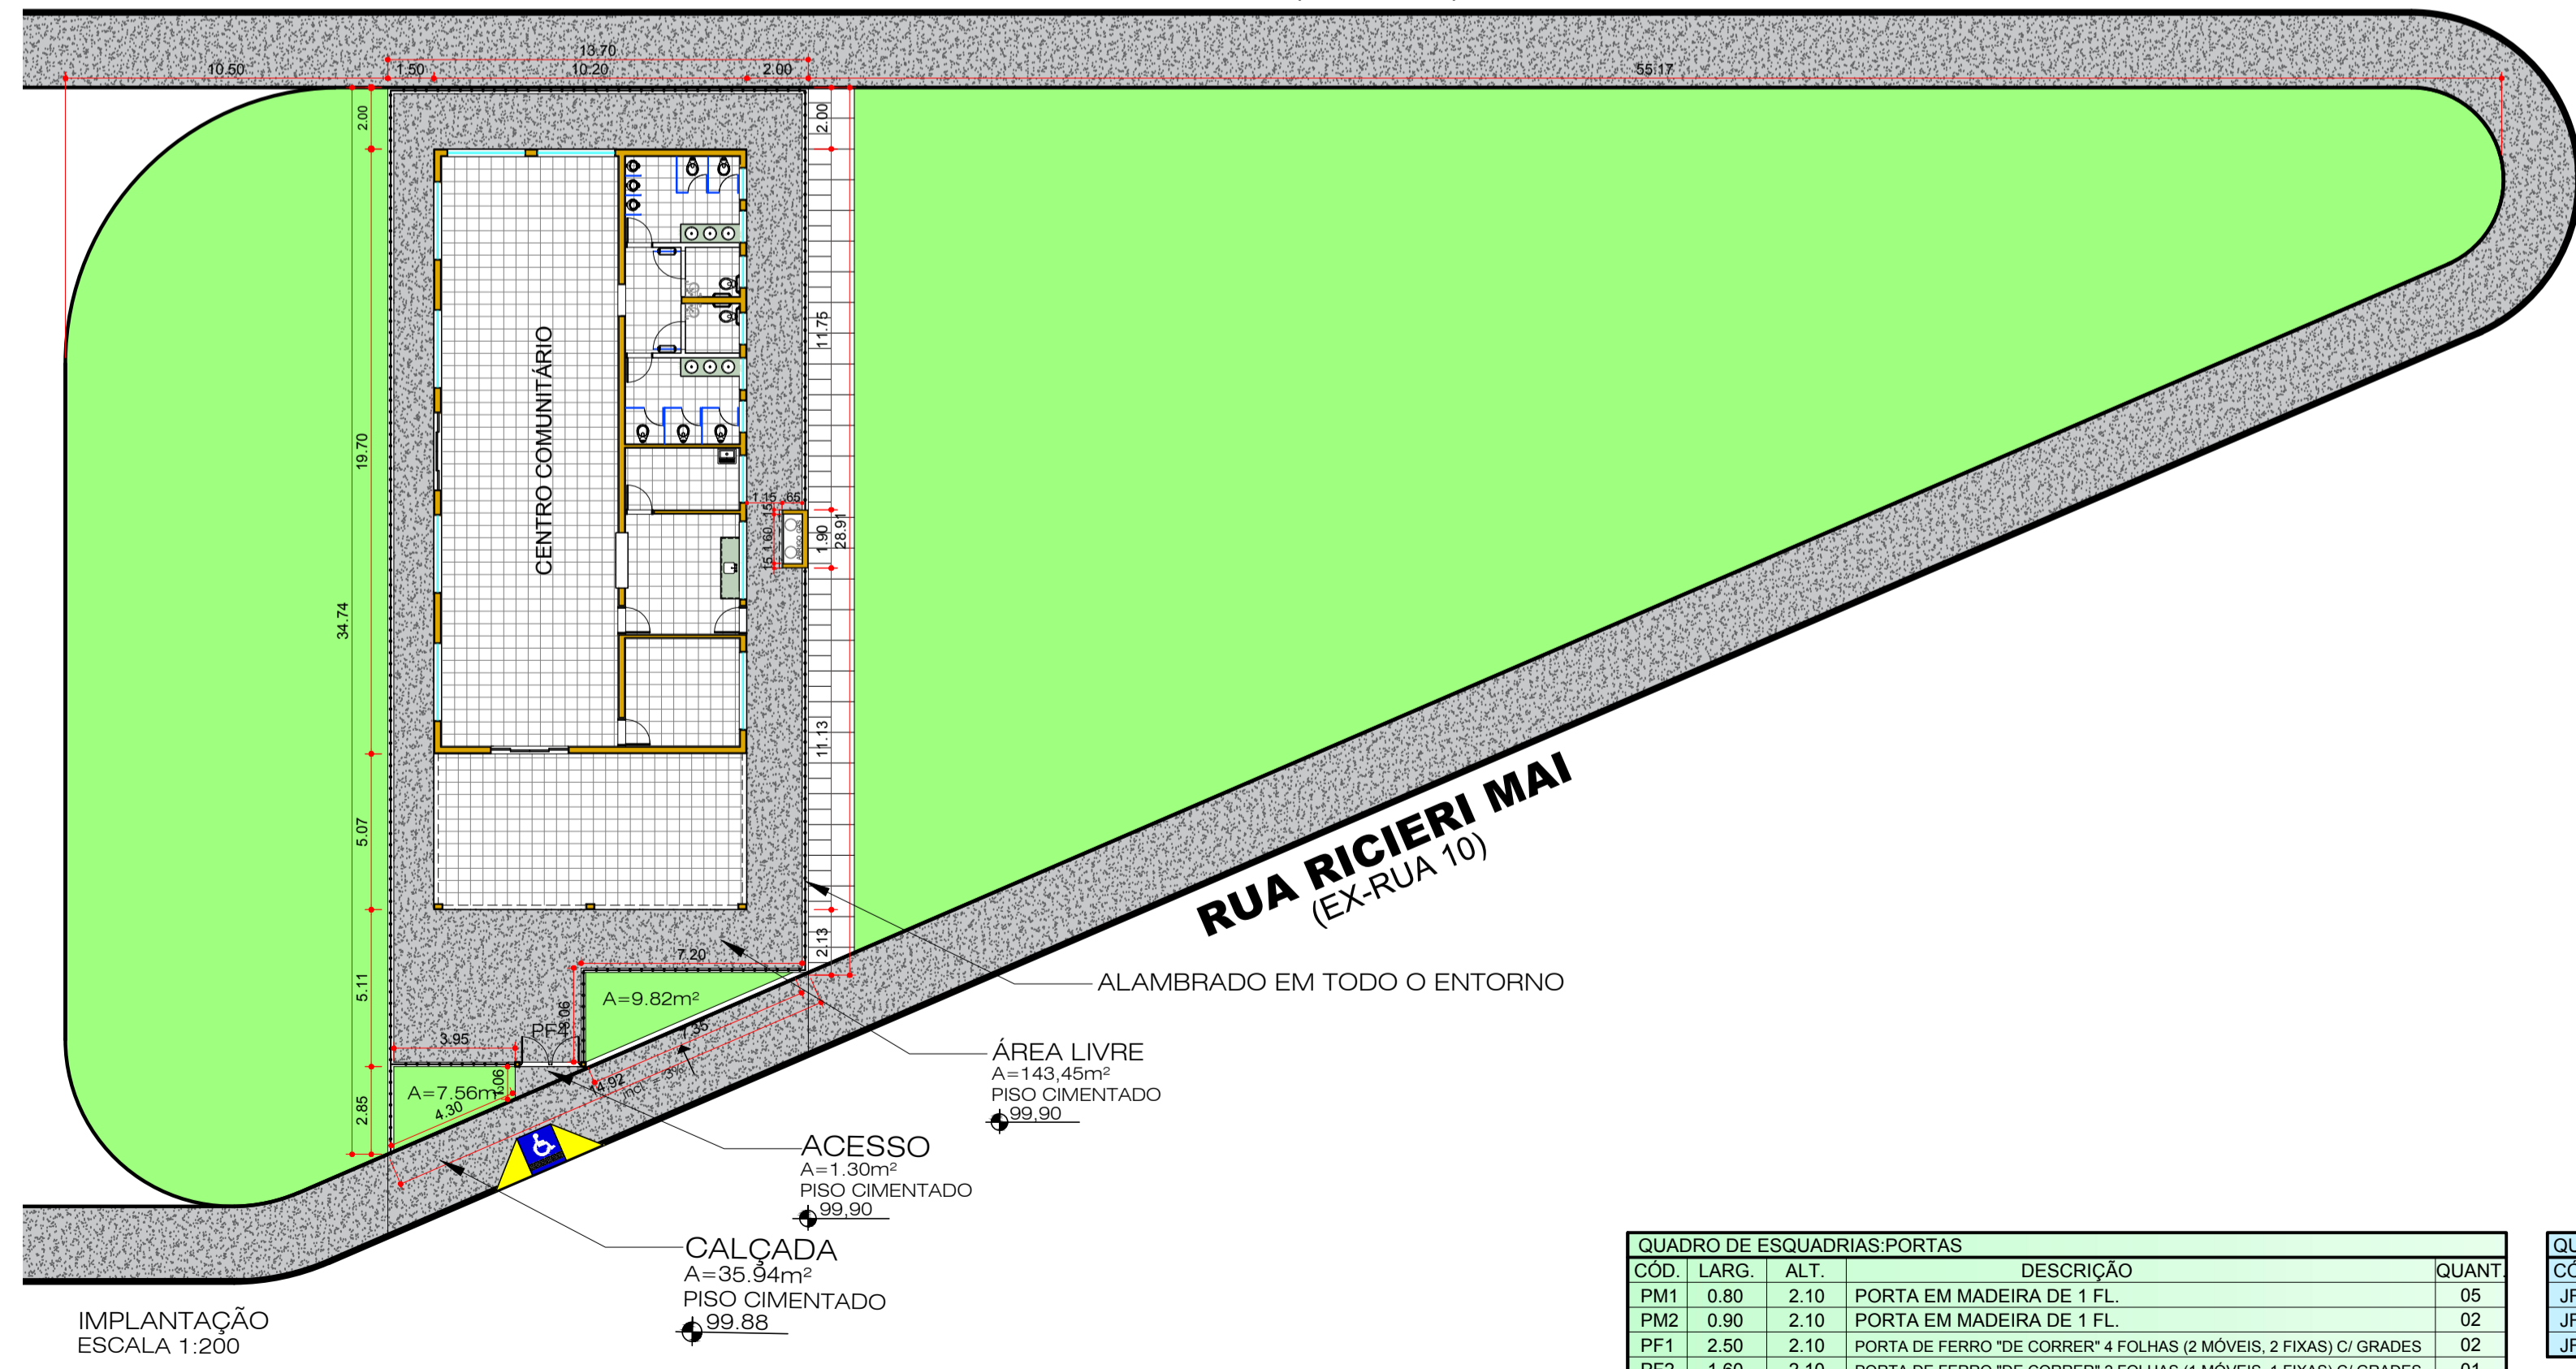 13.70
10.50
1.50
10.20
2.00
55.17
2.00
2.00
11.75
19.70
CENTRO COMUNITÁRIO
1.15
.65
.15
1.60
.15
1.90
28.91
34.74
11.13
5.07
2.13
5.11
7.20
3.06
A=9.82m²
7.35
3.95
1.06
A=7.56m²
4.30
14.92
2.85
RUA RICIERI MAI
(EX-RUA 10)
ALAMBRADO EM TODO O ENTORNO
ÁREA LIVRE
A=143,45m²
PISO CIMENTADO
99,90
ACESSO
A=1.30m²
PISO CIMENTADO
99,90
CALÇADA
A=35.94m²
PISO CIMENTADO
99.88
IMPLANTAÇÃO
ESCALA 1:200
QUADRO DE ESQUADRIAS:PORTAS
CÓD. LARG. ALT. DESCRIÇÃO QUANT.
PM1 0.80 2.10 PORTA EM MADEIRA DE 1 FL. 05
PM2 0.90 2.10 PORTA EM MADEIRA DE 1 FL. 02
PF1 2.50 2.10 PORTA DE FERRO "DE CORRER" 4 FOLHAS (2 MÓVEIS, 2 FIXAS) C/ GRADES 02